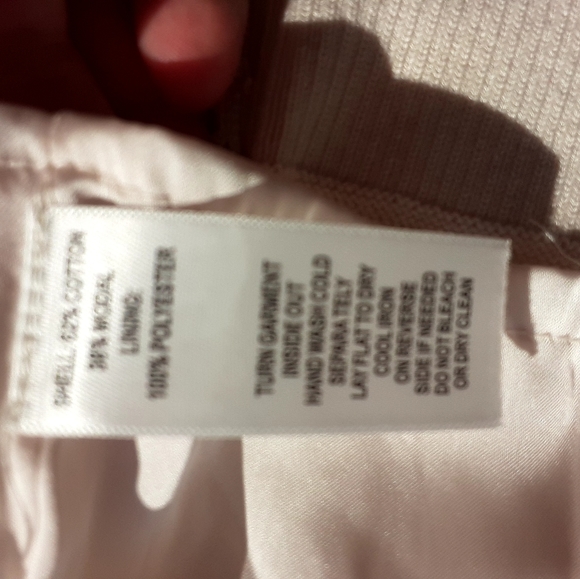 SHELL: 62% COTTON
38% MODAL
LINING:
100% POLYESTER
TURN GARMENT
INSIDE OUT
HAND WASH COLD
SEPARATELY
LAY FLAT TO DRY
COOL IRON
ON REVERSE
SIDE IF NEEDED
DO NOT BLEACH
OR DRY CLEAN